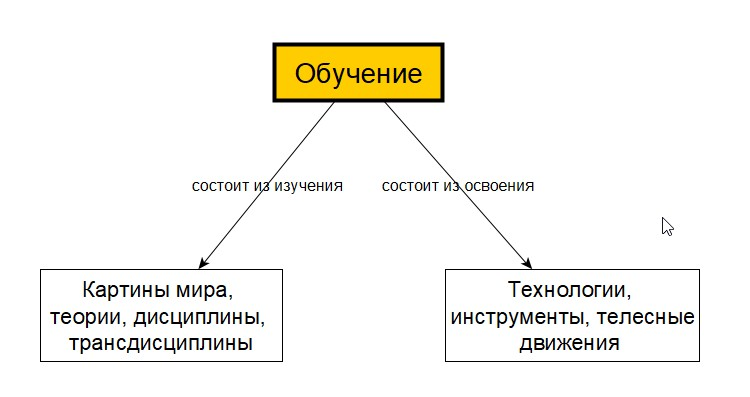 Обучение
состоит из изучения
состоит из освоения
Картины мира,
теории, дисциплины,
трансдисциплины
Технологии,
инструменты, телесные
движения